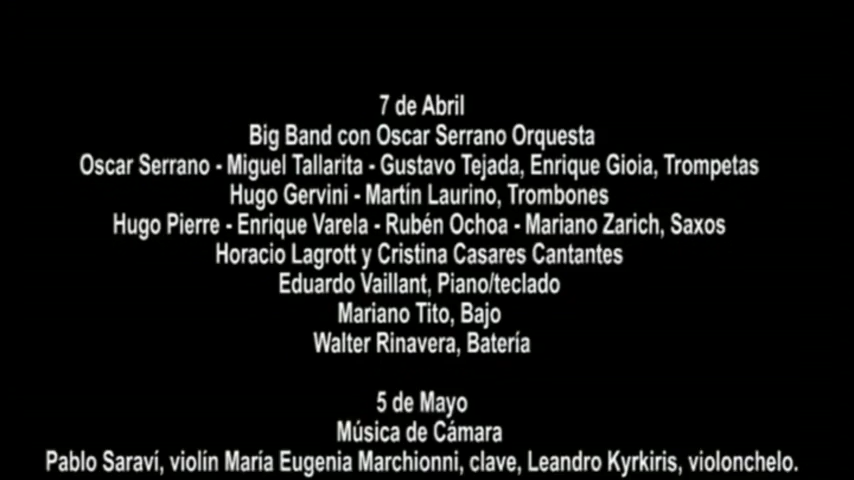 7 de Abril
Big Band con Oscar Serrano Orquesta
Oscar Serrano - Miguel Tallarita - Gustavo Tejada, Enrique Gioia, Trompetas
Hugo Gervini - Martín Laurino, Trombones
Hugo Pierre - Enrique Varela - Rubén Ochoa - Mariano Zarich, Saxos
Horacio Lagrott y Cristina Casares Cantantes
Eduardo Vaillant, Piano/teclado
Mariano Tito, Bajo
Walter Rinavera, Batería
5 de Mayo
Música de Cámara
Pablo Saraví, violín María Eugenia Marchionni, clave, Leandro Kyrkiris, violonchelo.